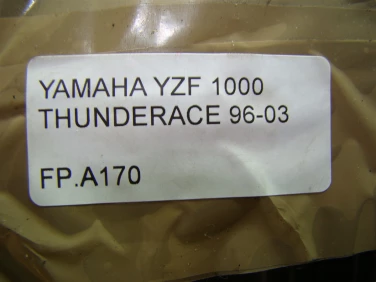 YAMAHA YZF 1000
THUNDERACE 96-03
FP.A170